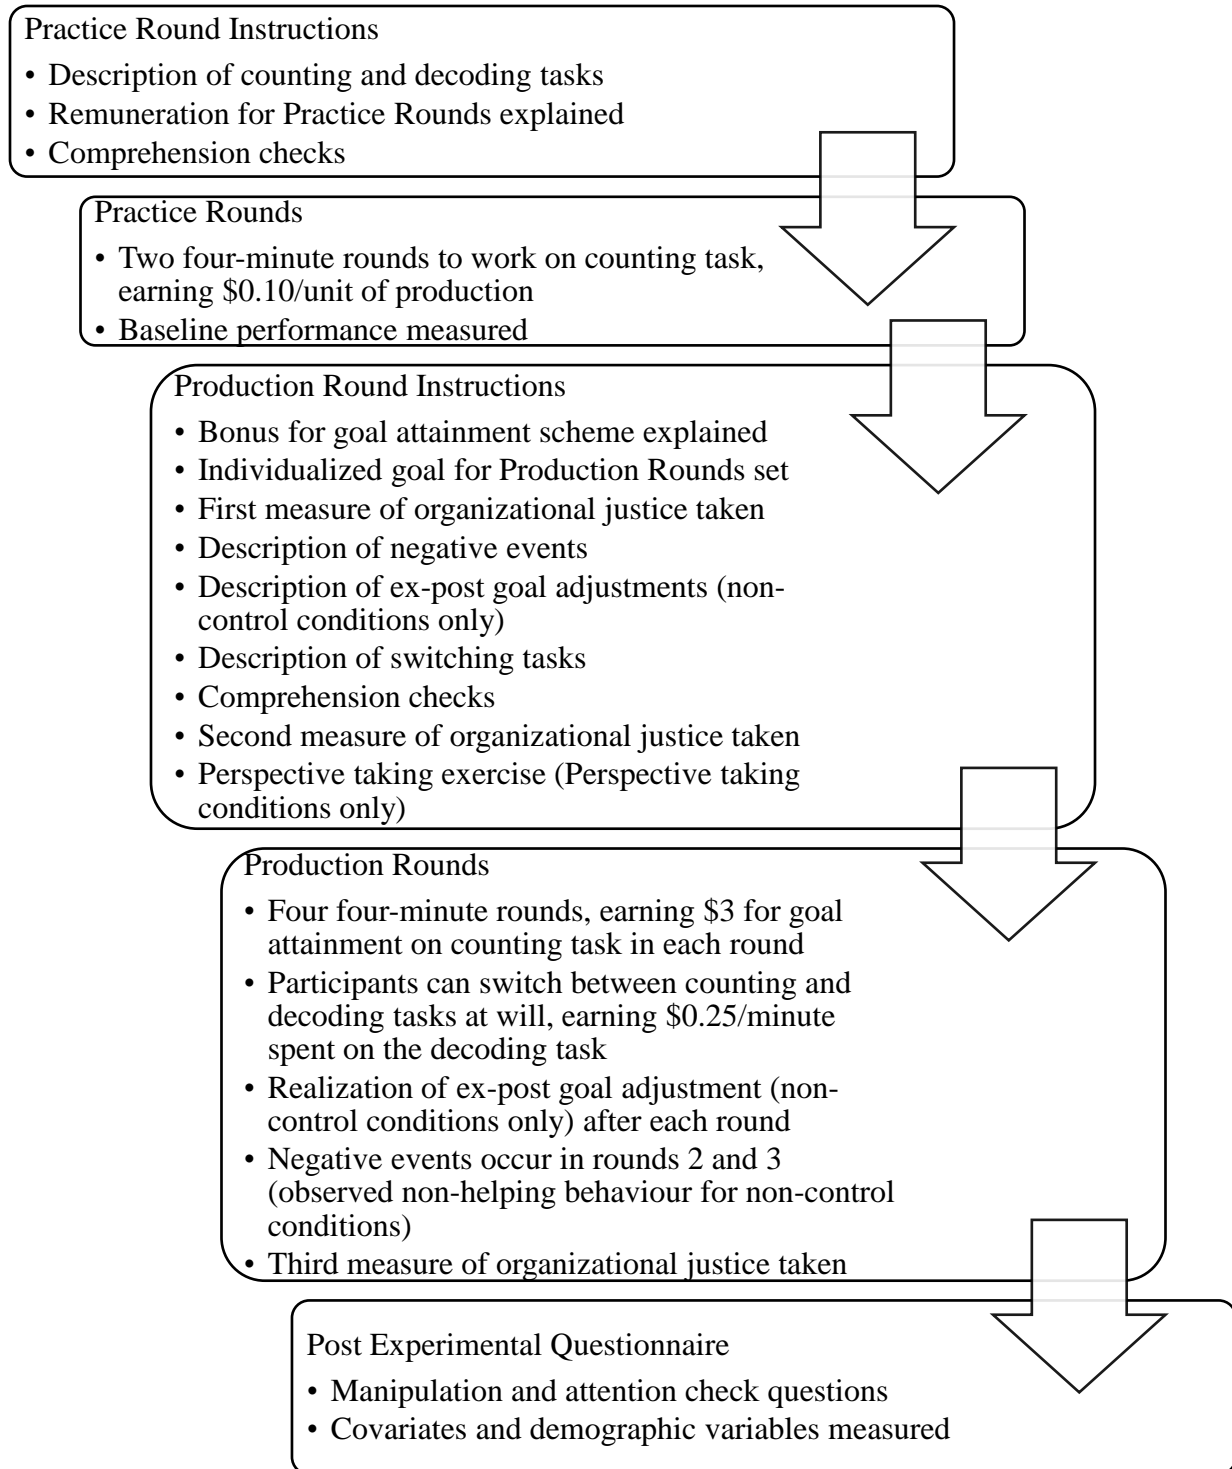 Practice Round Instructions
• Description of counting and decoding tasks
• Remuneration for Practice Rounds explained
• Comprehension checks
Practice Rounds
• Two four-minute rounds to work on counting task,
earning $0.10/unit of production
• Baseline performance measured
Production Round Instructions
• Bonus for goal attainment scheme explained
• Individualized goal for Production Rounds set
• First measure of organizational justice taken
• Description of negative events
• Description of ex-post goal adjustments (non-
control conditions only)
• Description of switching tasks
• Comprehension checks
• Second measure of organizational justice taken
• Perspective taking exercise (Perspective taking
conditions only)
Production Rounds
• Four four-minute rounds, earning $3 for goal
attainment on counting task in each round
• Participants can switch between counting and
decoding tasks at will, earning $0.25/minute
spent on the decoding task
• Realization of ex-post goal adjustment (non-
control conditions only) after each round
• Negative events occur in rounds 2 and 3
(observed non-helping behaviour for non-control
conditions)
• Third measure of organizational justice taken
Post Experimental Questionnaire
• Manipulation and attention check questions
• Covariates and demographic variables measured